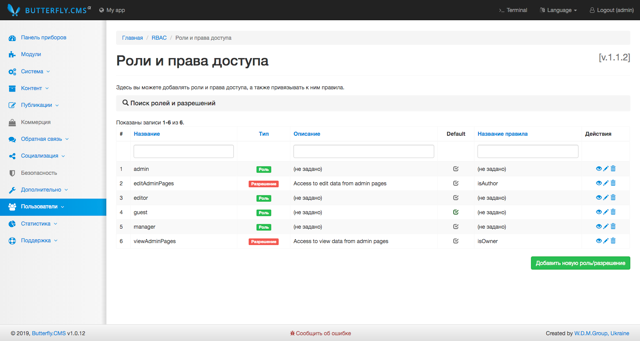 BUTTERFLY.CMS
My app
Terminal
Language
Logout (admin)
Панель приборов
Модули
Система
Контент
Публикации
Коммерция
Обратная связь
Социализация
Безопасность
Дополнительно
Пользователи
Статистика
Поддержка
Главная / RBAC / Роли и права доступа
Роли и права доступа
[v.1.1.2]
Здесь вы можете добавлять роли и права доступа, а также привязывать к ним правила.
Поиск ролей и разрешений
Показаны записи 1-6 из 6.
# Название Тип Описание Default Название правила Действия
1 admin Роль (не задано) (не задано)
2 editAdminPages Разрешение Access to edit data from admin pages isAuthor
3 editor Роль (не задано) (не задано)
4 guest Роль (не задано) (не задано)
5 manager Роль (не задано) (не задано)
6 viewAdminPages Разрешение Access to view data from admin pages isOwner
Добавить новую роль/разрешение
© 2019, Butterfly.CMS v1.0.12
Сообщить об ошибке
Created by W.D.M.Group, Ukraine